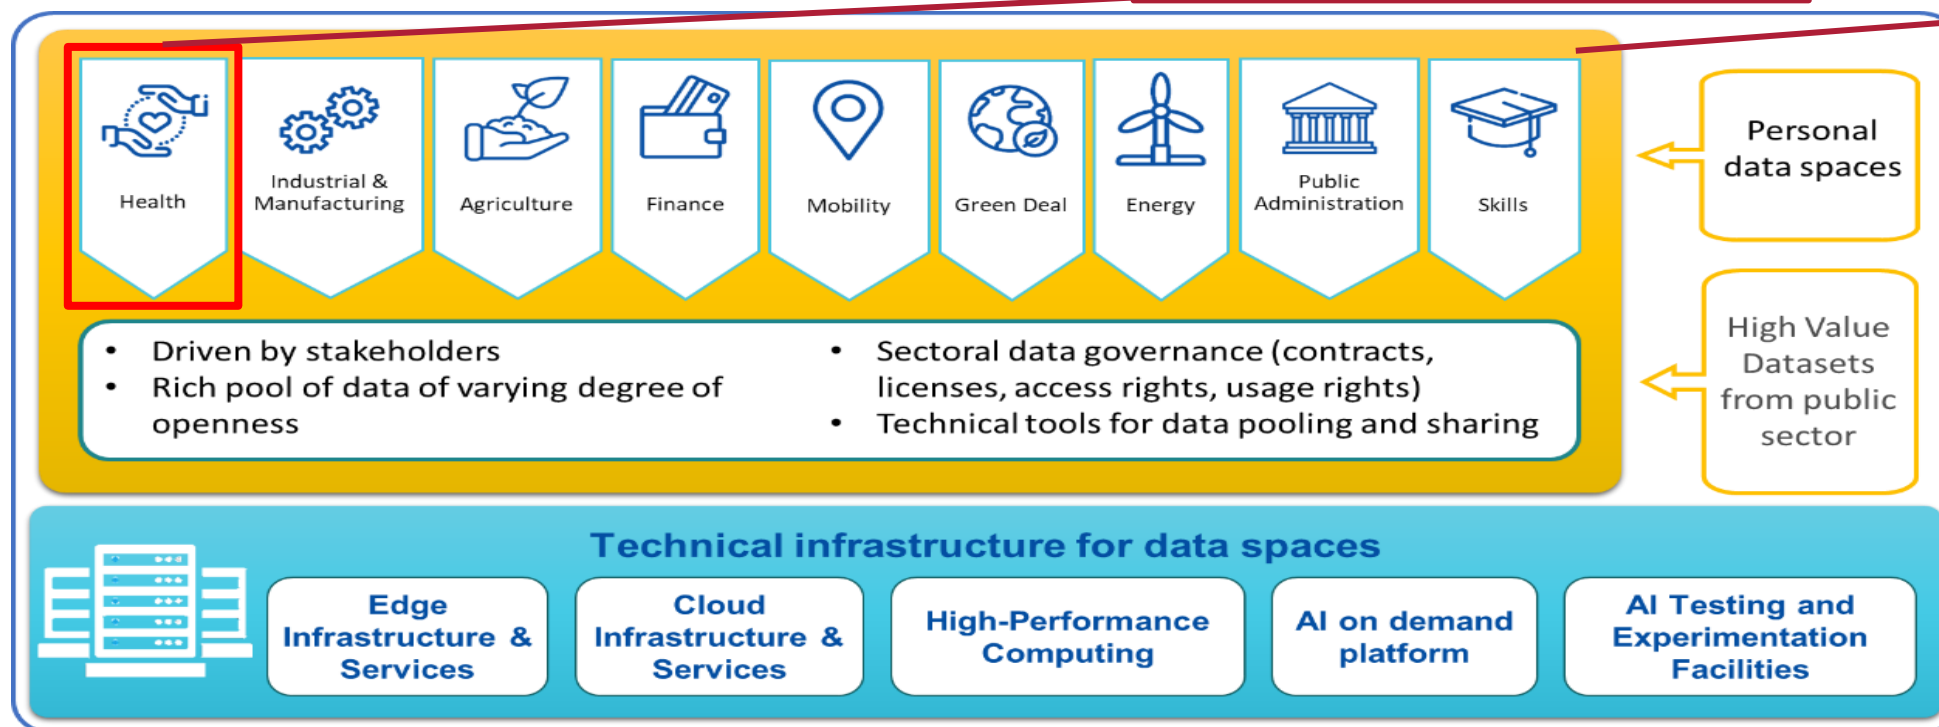 Health
Industrial &
Manufacturing
Agriculture
Finance
Mobility
Green Deal
Energy
Public
Administration
Skills
Personal
data spaces
• Driven by stakeholders
• Rich pool of data of varying degree of
openness
• Sectoral data governance (contracts,
licenses, access rights, usage rights)
• Technical tools for data pooling and sharing
High Value
Datasets
from public
sector
Technical infrastructure for data spaces
Edge
Infrastructure &
Services
Cloud
Infrastructure &
Services
High-Performance
Computing
AI on demand
platform
AI Testing and
Experimentation
Facilities